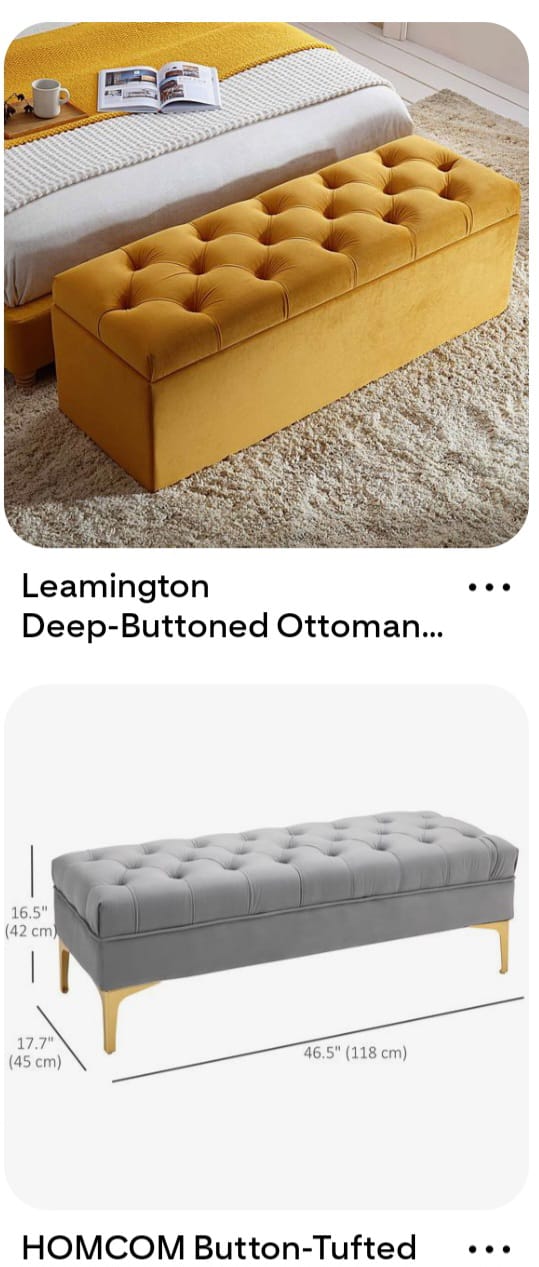 Leamington
Deep-Buttoned Ottoman...
16.5"
(42 cm)
17.7"
(45 cm)
46.5" (118 cm)
HOMCOM Button-Tufted